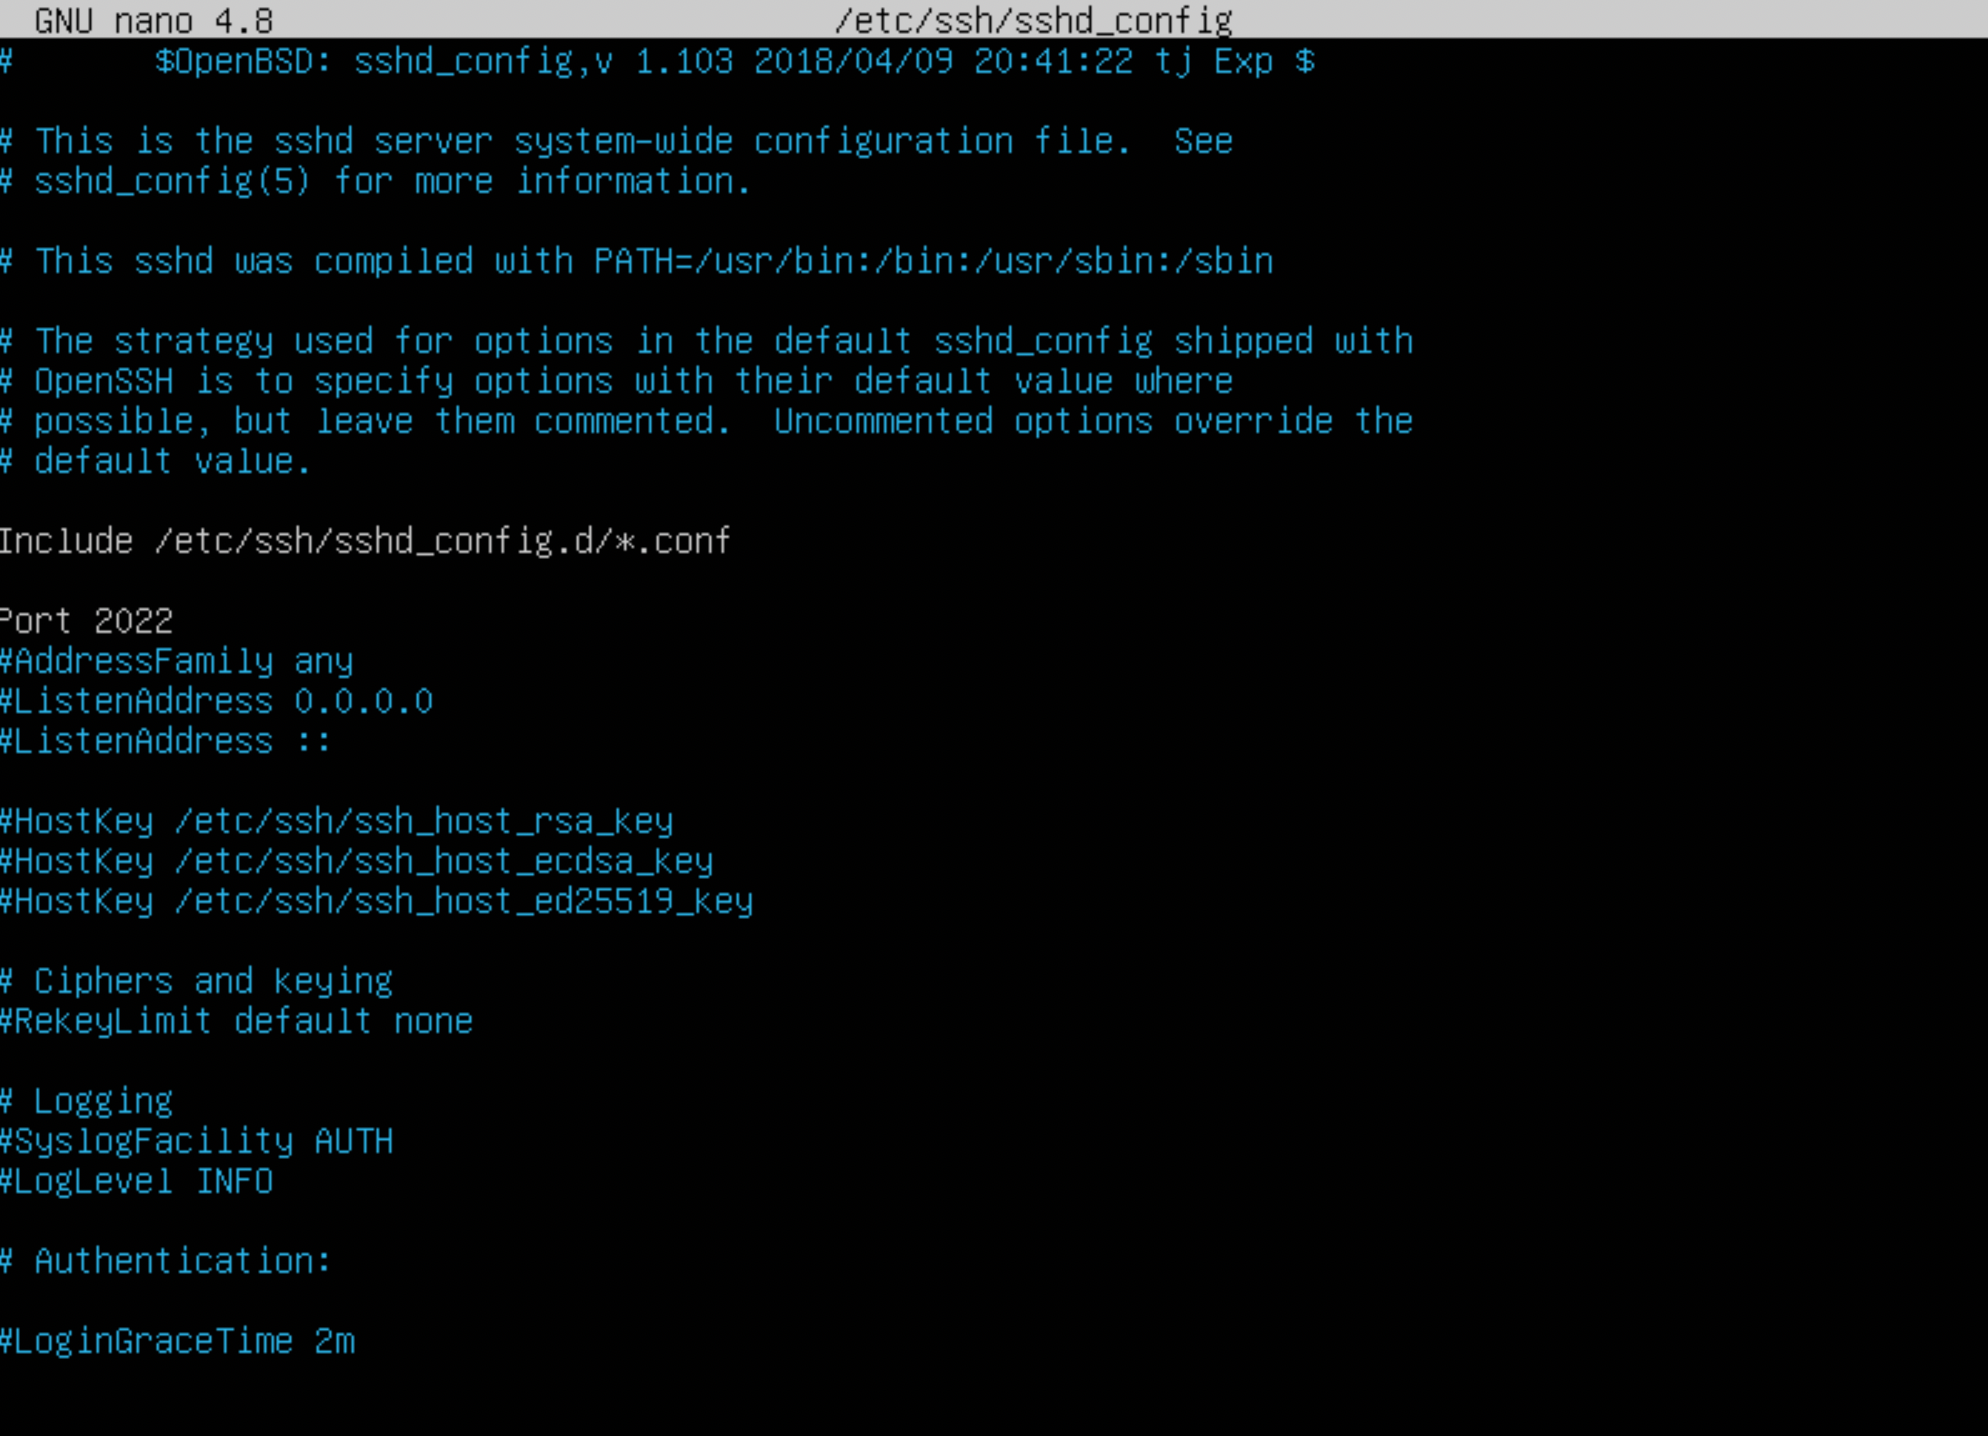 GNU nano 4.8 /etc/ssh/sshd_config
# $OpenBSD: sshd_config,v 1.103 2018/04/09 20:41:22 tj Exp $
# This is the sshd server system-wide configuration file.  See
# sshd_config(5) for more information.
# This sshd was compiled with PATH=/usr/bin:/bin:/usr/sbin:/sbin
# The strategy used for options in the default sshd_config shipped with
# OpenSSH is to specify options with their default value where
# possible, but leave them commented.  Uncommented options override the
# default value.
Include /etc/ssh/sshd_config.d/*.conf
Port 2022
#AddressFamily any
#ListenAddress 0.0.0.0
#ListenAddress ::
#HostKey /etc/ssh/ssh_host_rsa_key
#HostKey /etc/ssh/ssh_host_ecdsa_key
#HostKey /etc/ssh/ssh_host_ed25519_key
# Ciphers and keying
#RekeyLimit default none
# Logging
#SyslogFacility AUTH
#LogLevel INFO
# Authentication:
#LoginGraceTime 2m